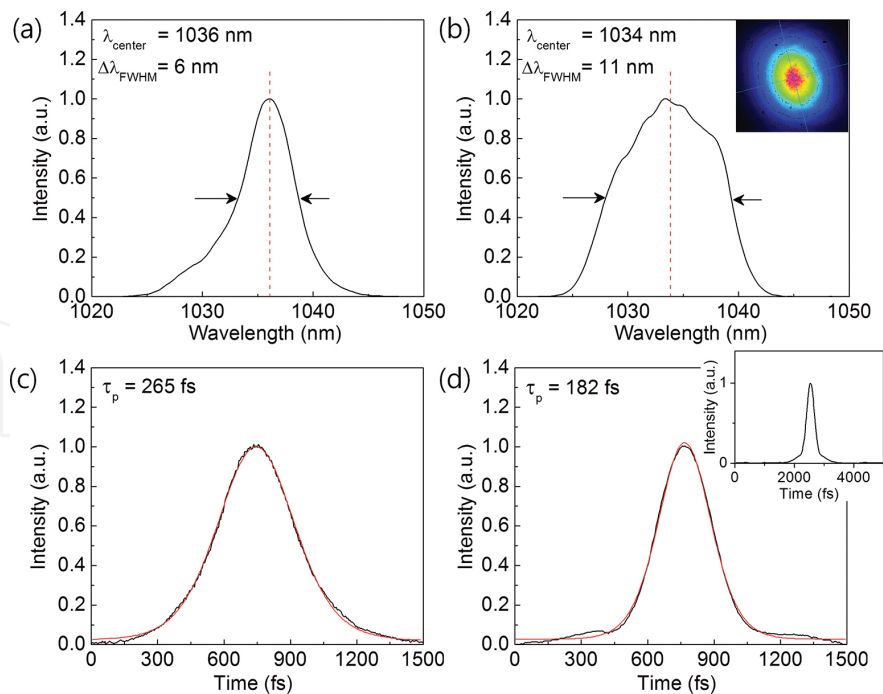 (a)
λcenter = 1036 nm
ΔλFWHM = 6 nm
Intensity (a.u.)
1.4
1.2
1.0
0.8
0.6
0.4
0.2
0.0
1020 1030 1040 1050
Wavelength (nm)
(b)
λcenter = 1034 nm
ΔλFWHM = 11 nm
Intensity (a.u.)
1.4
1.2
1.0
0.8
0.6
0.4
0.2
0.0
1020 1030 1040 1050
Wavelength (nm)
(c)
τp = 265 fs
Intensity (a.u.)
1.4
1.2
1.0
0.8
0.6
0.4
0.2
0.0
0 300 600 900 1200 1500
Time (fs)
(d)
τp = 182 fs
Intensity (a.u.)
1.4
1.2
1.0
0.8
0.6
0.4
0.2
0.0
0 300 600 900 1200 1500
Time (fs)
Intensity (a.u.)
1
0
0 2000 4000
Time (fs)